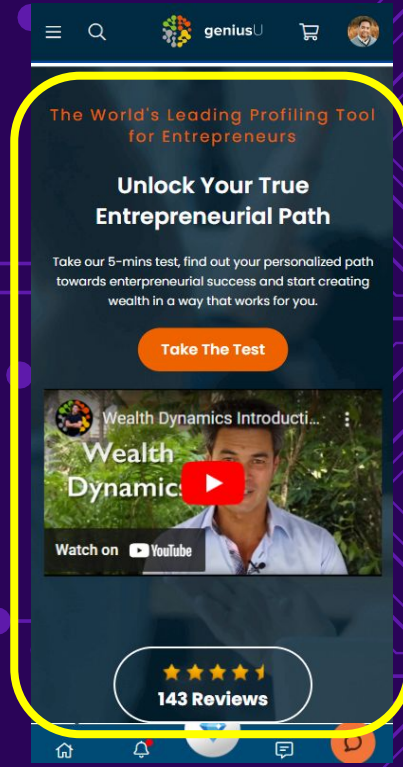 geniusU
The World's Leading Profiling Tool
for Entrepreneurs
Unlock Your True
Entrepreneurial Path
Take our 5-mins test, find out your personalized path
towards enterpreneurial success and start creating
wealth in a way that works for you.
Take The Test
Wealth Dynamics Introducti...
Wealth
Dynamics
Watch on YouTube
143 Reviews